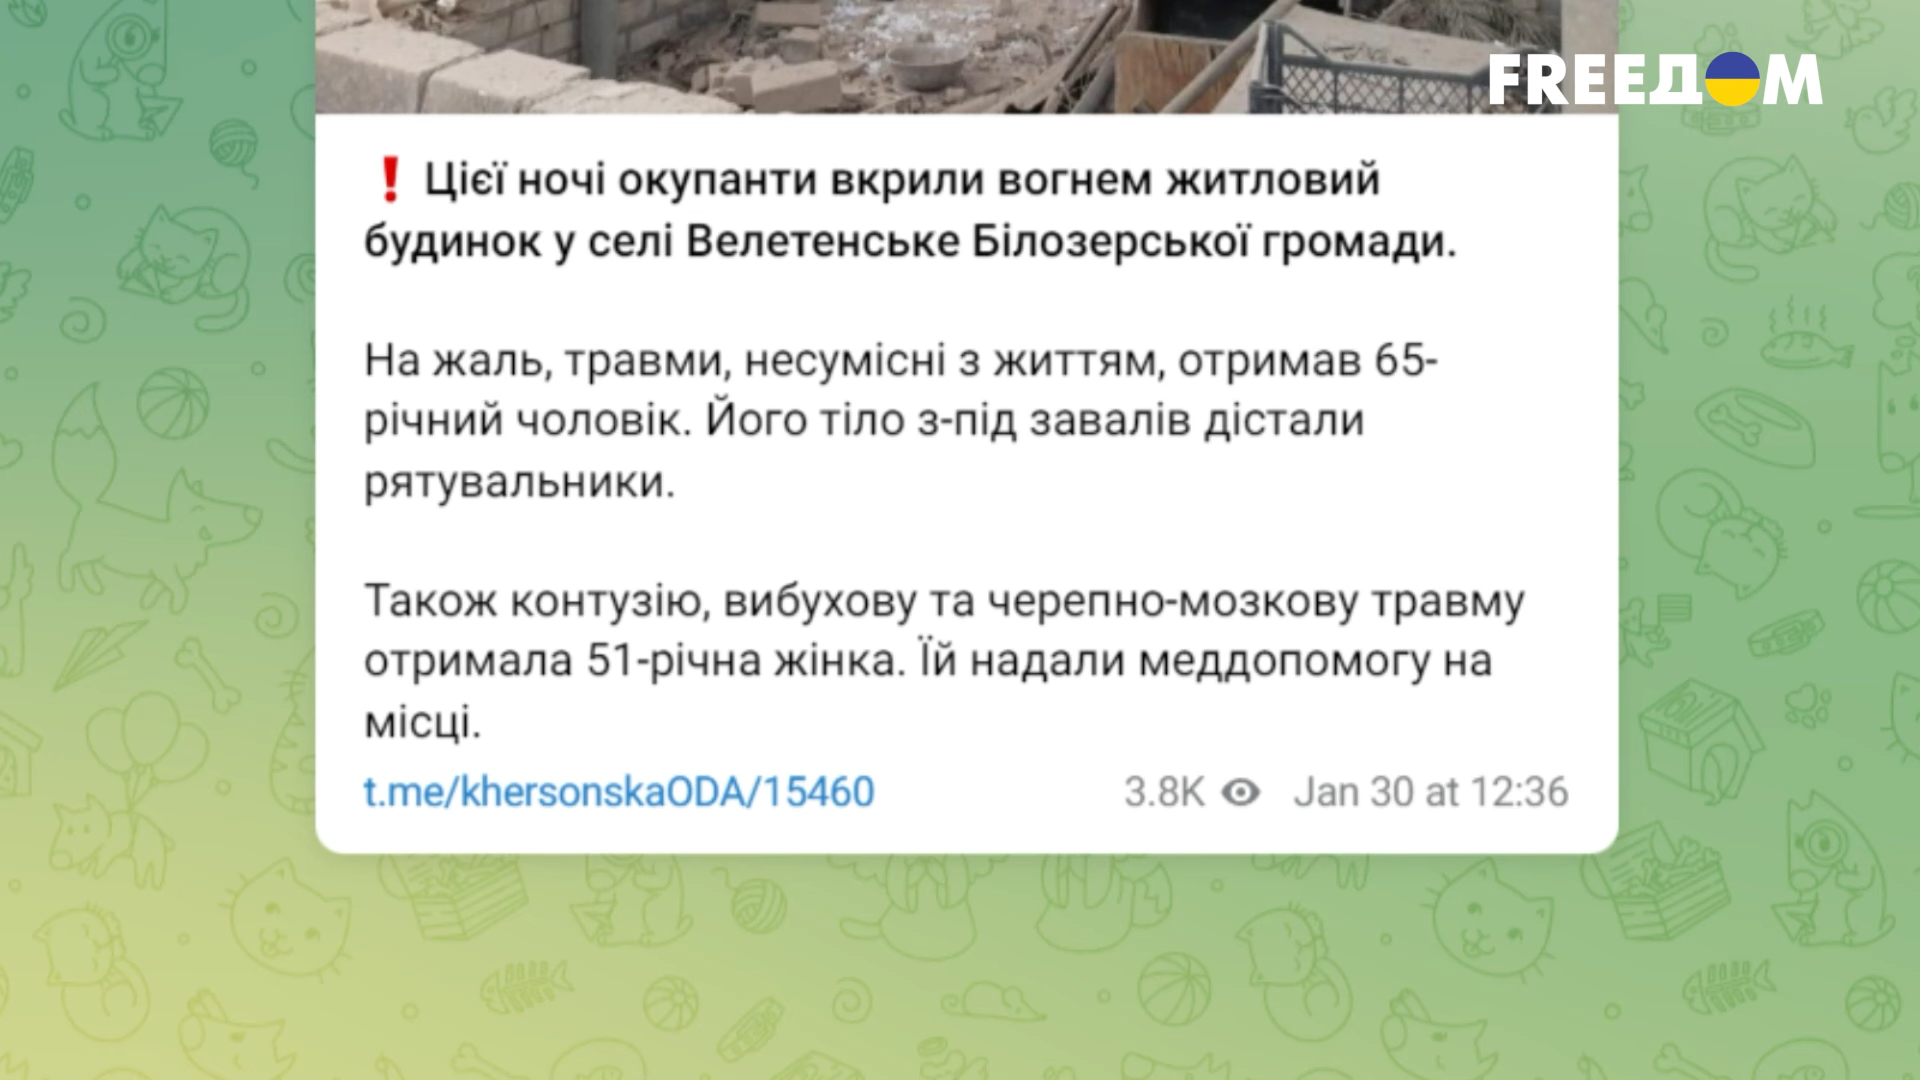 FREEДOM
❗ Цієї ночі окупанти вкрили вогнем житловий
будинок у селі Велетенське Білозерської громади.
На жаль, травми, несумісні з життям, отримав 65-
річний чоловік. Його тіло з-під завалів дістали
рятувальники.
Також контузію, вибухову та черепно-мозкову травму
отримала 51-річна жінка. Їй надали меддопомогу на
місці.
t.me/khersonskaODA/15460 3.8K Jan 30 at 12:36